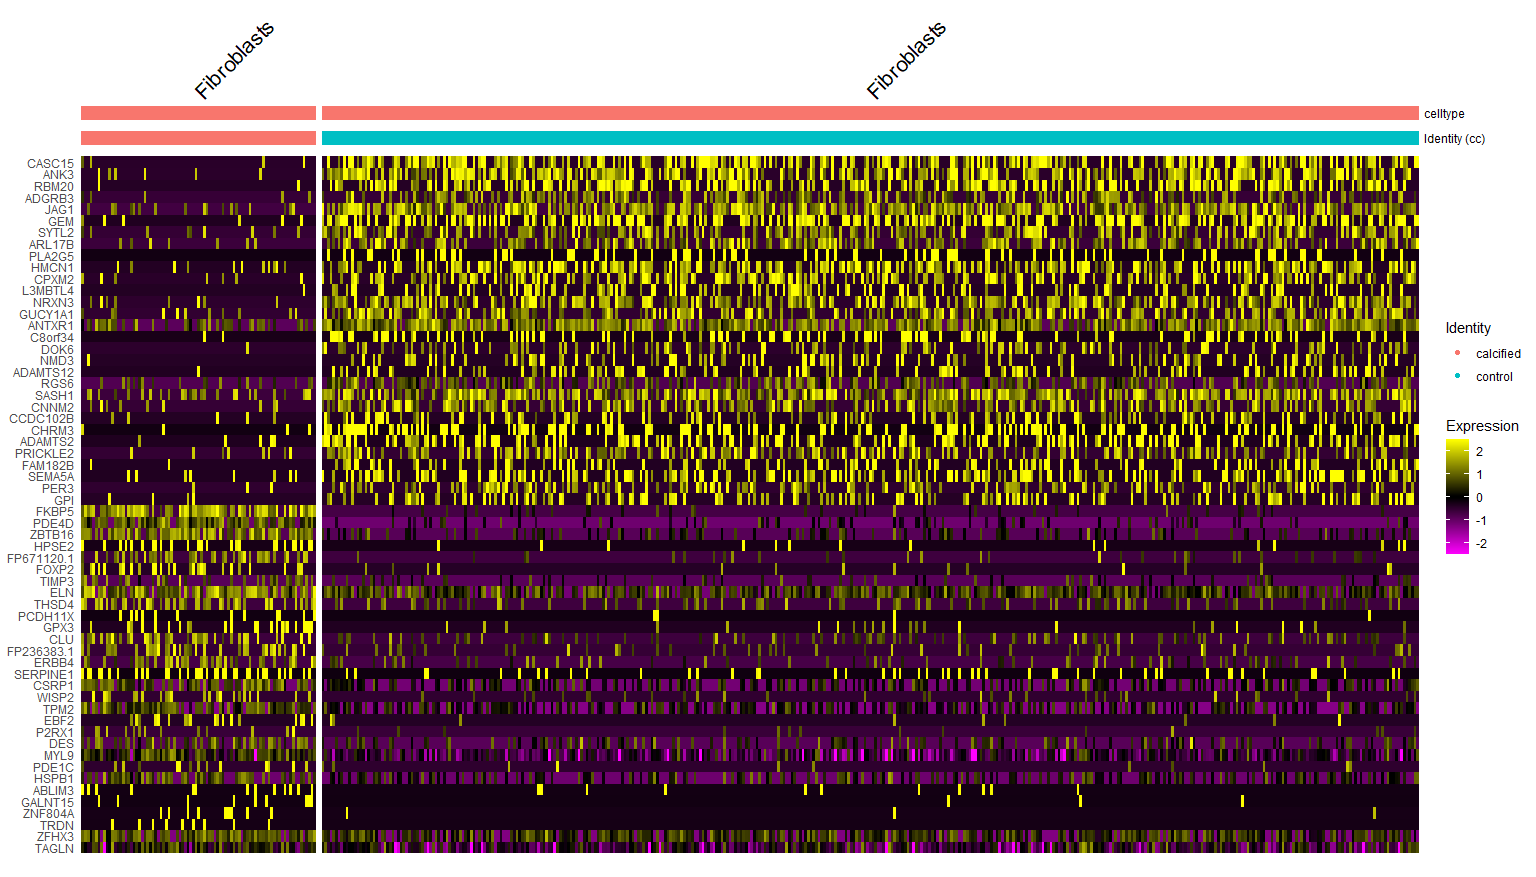 Fibroblasts
Fibroblasts
celltype
Identity (cc)
CASC15
ANK3
RBM20
ADGRB3
JAG1
GEM
SYTL2
ARL17B
PLA2G5
HMCN1
CPXM2
L3MBTL4
NRXN3
GUCY1A1
ANTXR1
C8orf34
DOK6
NMD3
ADAMTS12
RGS6
SASH1
CNNM2
CCDC102B
CHRM3
ADAMTS2
PRICKLE2
FAM182B
SEMA5A
PER3
GPI
FKBP5
PDE4D
ZBTB16
HPSE2
FP671120.1
FOXP2
TIMP3
ELN
THSD4
PCDH11X
GPX3
CLU
FP236383.1
ERBB4
SERPINE1
CSRP1
WISP2
TPM2
EBF2
P2RX1
DES
MYL9
PDE1C
HSPB1
ABLIM3
GALNT15
ZNF804A
TRDN
ZFHX3
TAGLN
Identity
calcified
control
Expression
2
1
0
-1
-2